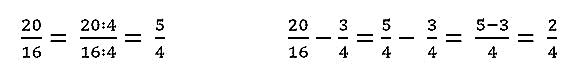 20/16 = 20:4/16:4 = 5/4    20/16 − 3/4 = 5/4 − 3/4 = 5−3/4 = 2/4